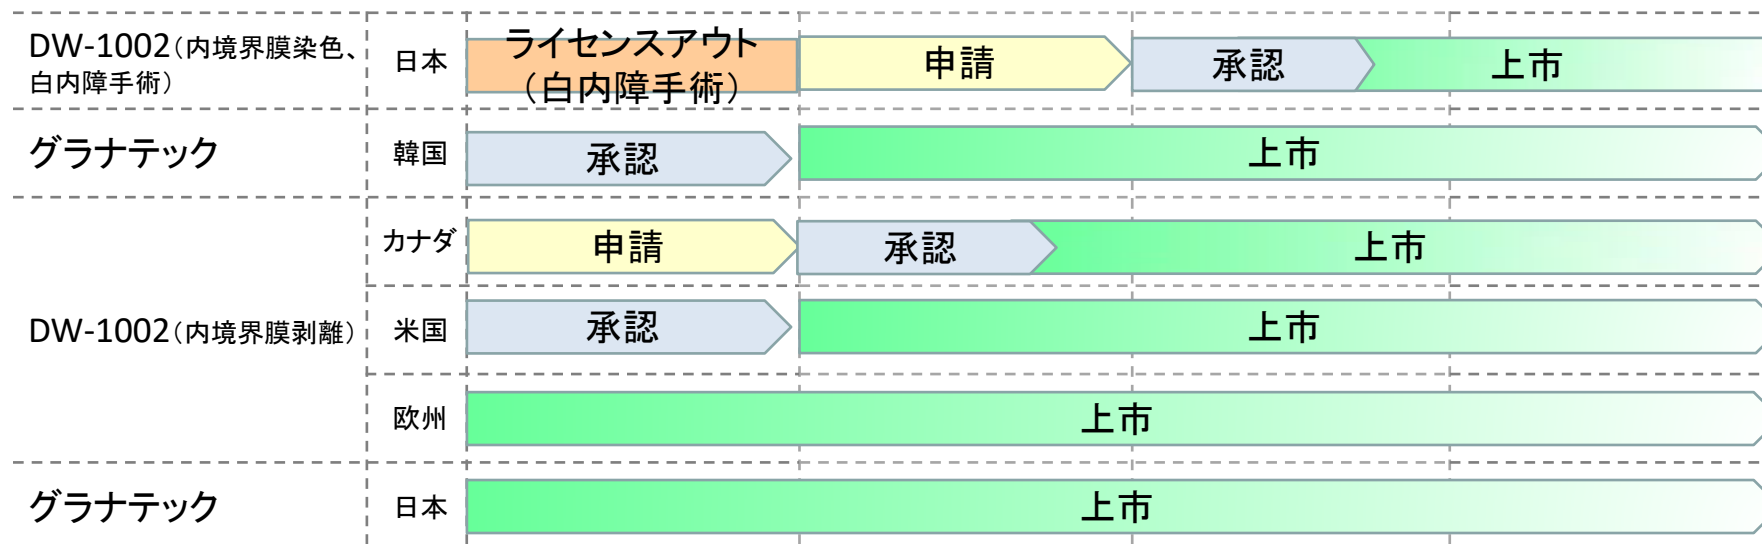 DW-1002（内境界膜染色、
白内障手術）
日本
ライセンスアウト
（白内障手術）
申請
承認
上市
グラナテック
韓国
承認
上市
カナダ
申請
承認
上市
DW-1002（内境界膜剥離）
米国
承認
上市
欧州
上市
グラナテック
日本
上市